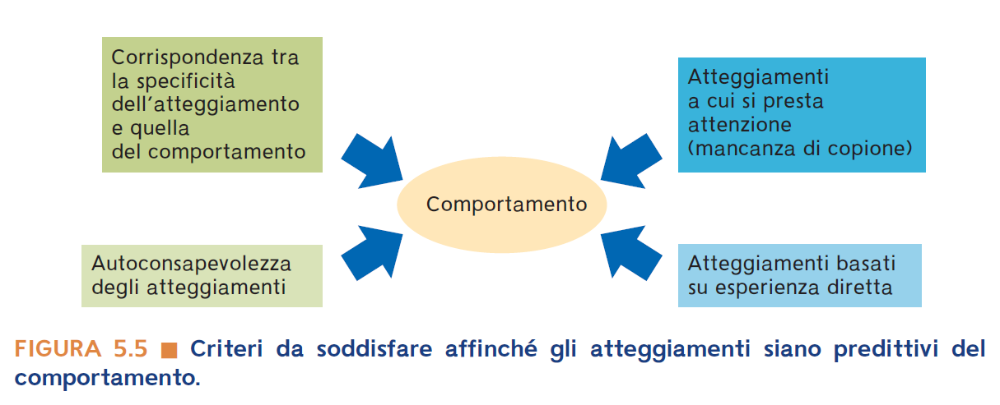 Corrispondenza tra
la specificità
dell'atteggiamento
e quella
del comportamento
Atteggiamenti
a cui si presta
attenzione
(mancanza di copione)
Comportamento
Autoconsapevolezza
degli atteggiamenti
Atteggiamenti basati
su esperienza diretta
FIGURA 5.5 ■ Criteri da soddisfare affinché gli atteggiamenti siano predittivi del
comportamento.